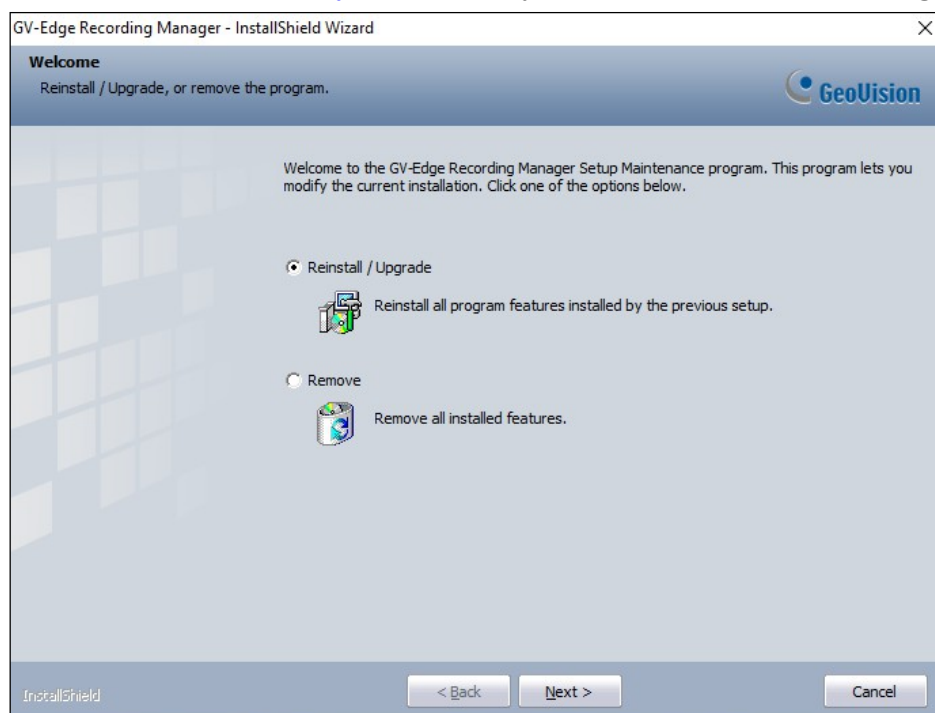 GV-Edge Recording Manager - InstallShield Wizard
Welcome
Reinstall / Upgrade, or remove the program.
GeoVision
Welcome to the GV-Edge Recording Manager Setup Maintenance program. This program lets you
modify the current installation. Click one of the options below.
Reinstall / Upgrade
Reinstall all program features installed by the previous setup.
Remove
Remove all installed features.
InstallShield
< Back
Next >
Cancel